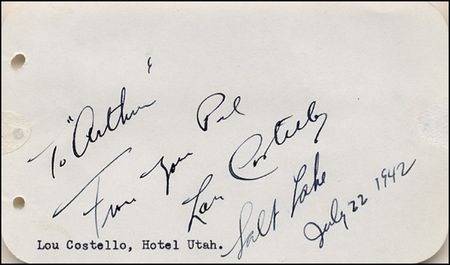 To "Arthur"
From Your Pal
Lou Costello
Salt Lake
July 22 1942
Lou Costello, Hotel Utah.